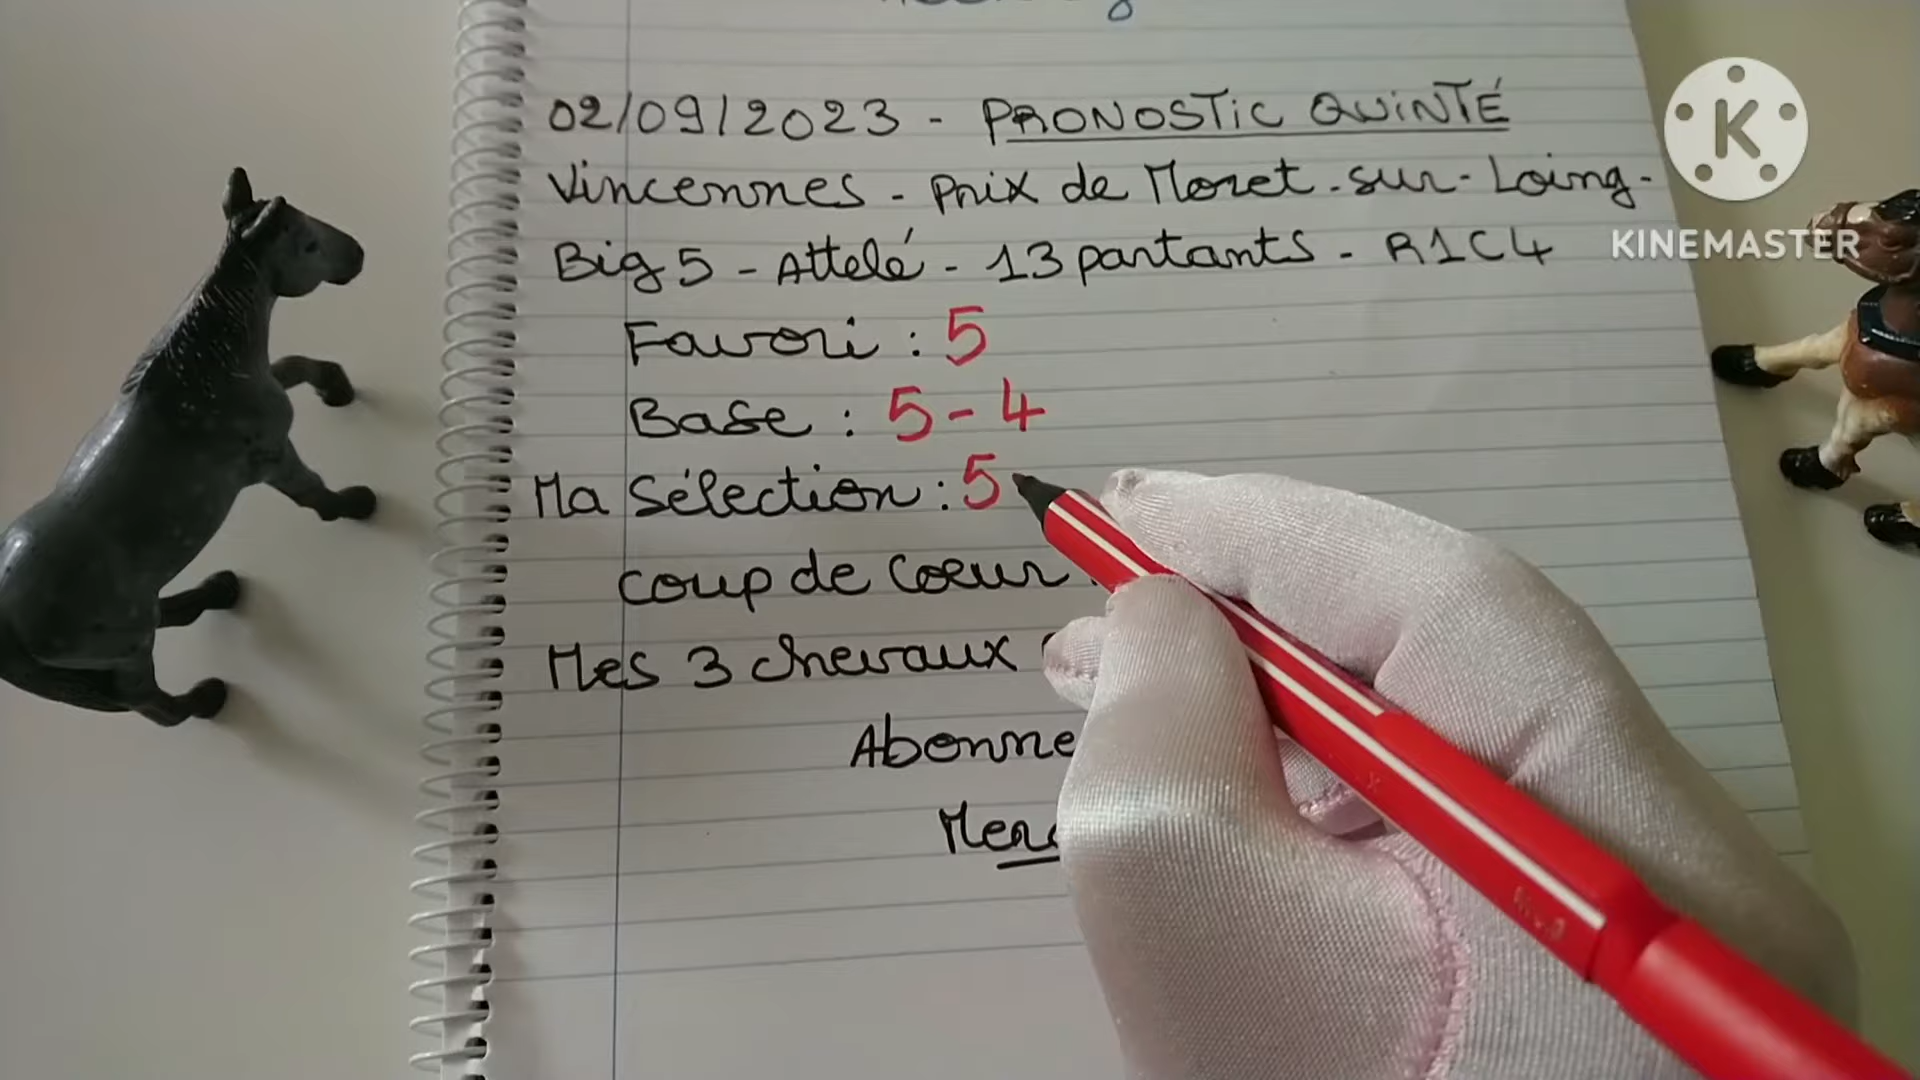 02/09/2023 - PRONOSTIC QUINTÉ
Vincennes - Prix de Moret-sur-Loing-
Big 5 - Attelé - 13 partants - R1C4
Favori : 5
Base : 5 - 4
Ma Sélection : 5
coup de coeur
Mes 3 chevaux
K
KINEMASTER